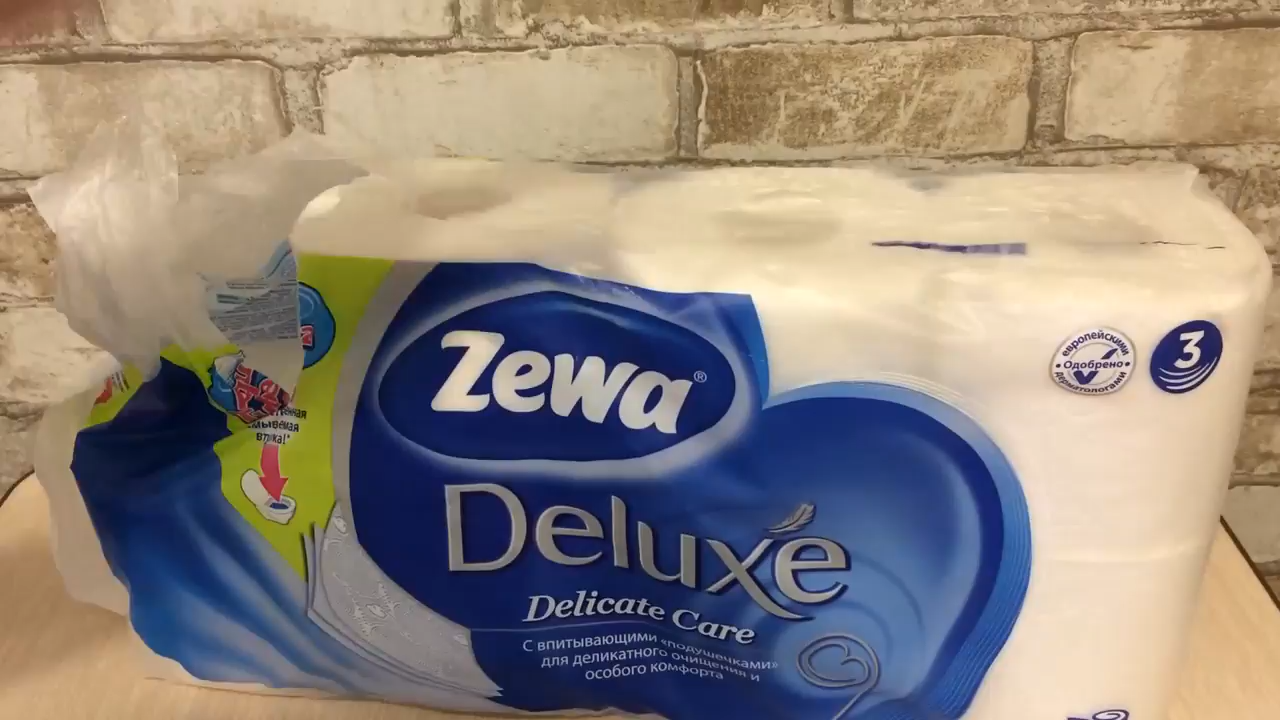 Zewa®
Deluxe
Delicate Care
С впитывающими «подушечками»
для деликатного очищения и
особого комфорта
европейскими
Одобрено
дерматологами
3